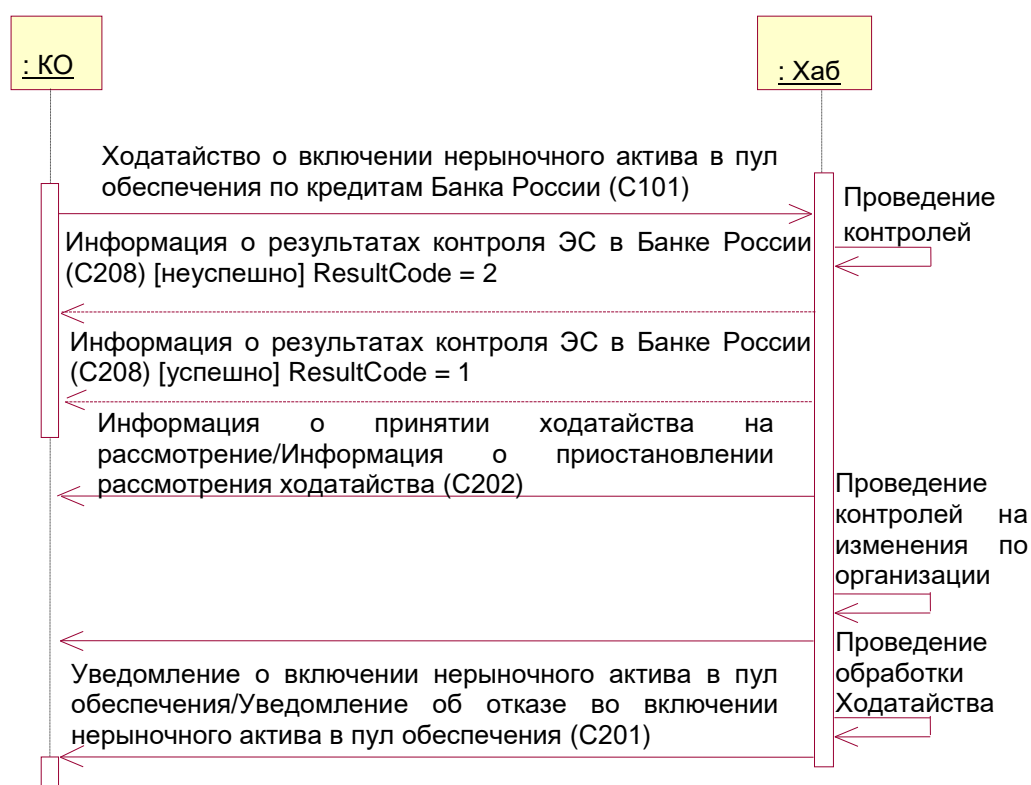 : КО
: Хаб
Ходатайство о включении нерыночного актива в пул
обеспечения по кредитам Банка России (С101)
Проведение
контролей
Информация о результатах контроля ЭС в Банке России
(С208) [неуспешно] ResultCode = 2
Информация о результатах контроля ЭС в Банке России
(С208) [успешно] ResultCode = 1
Информация о принятии ходатайства на
рассмотрение/Информация о приостановлении
рассмотрения ходатайства (С202)
Проведение
контролей на
изменения по
организации
Проведение
обработки
Ходатайства
Уведомление о включении нерыночного актива в пул
обеспечения/Уведомление об отказе во включении
нерыночного актива в пул обеспечения (С201)